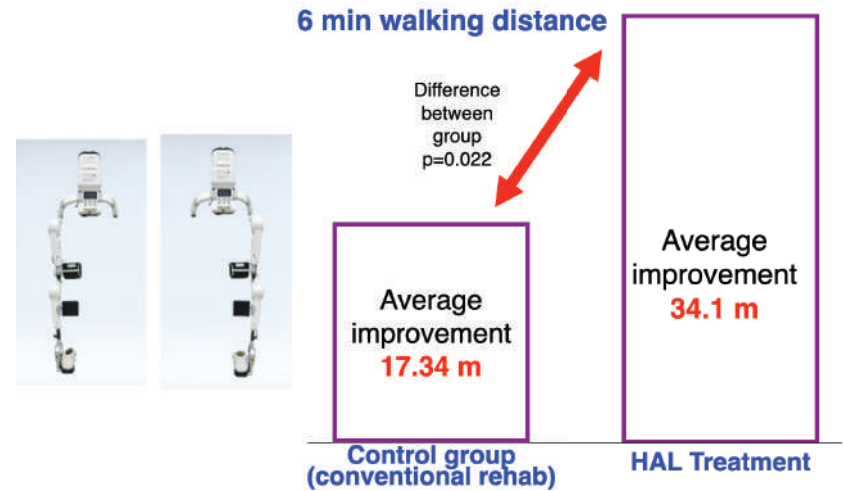 6 min walking distance
Difference
between
group
p=0.022
Average
improvement
17.34 m
Average
improvement
34.1 m
Control group
(conventional rehab)
HAL Treatment